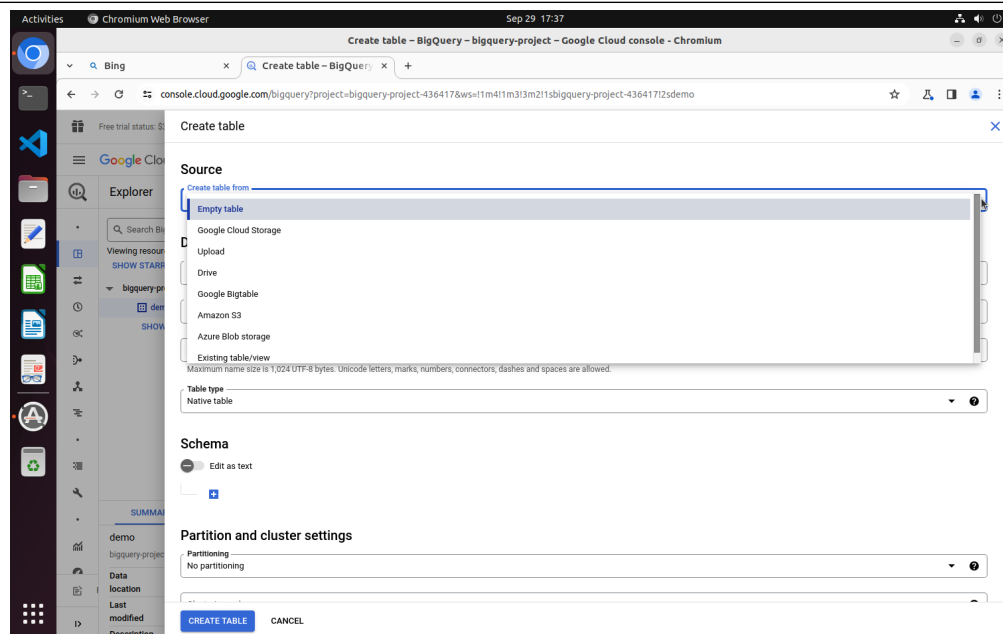 Activities
Chromium Web Browser
Sep 29 17:37
Create table – BigQuery – bigquery-project – Google Cloud console - Chromium
Bing
Create table – BigQuery
console.cloud.google.com/bigquery?project=bigquery-project-436417&ws=!1m4!1m3!3m2!1sbigquery-project-436417!2sdemo
Free trial status:
Create table
Google Clo
Source
Create table from
Explorer
Empty table
Search Bi
Google Cloud Storage
Viewing resour
Upload
SHOW STARR
Drive
bigquery-pr
Google Bigtable
dem
Amazon S3
SHOW
Azure Blob storage
Existing table/view
Maximum name size is 1,024 UTF-8 bytes. Unicode letters, marks, numbers, connectors, dashes and spaces are allowed.
Table type
Native table
Schema
Edit as text
SUMMA
Partition and cluster settings
demo
bigquery-projec
Partitioning
No partitioning
Data
location
Last
modified
CREATE TABLE
CANCEL